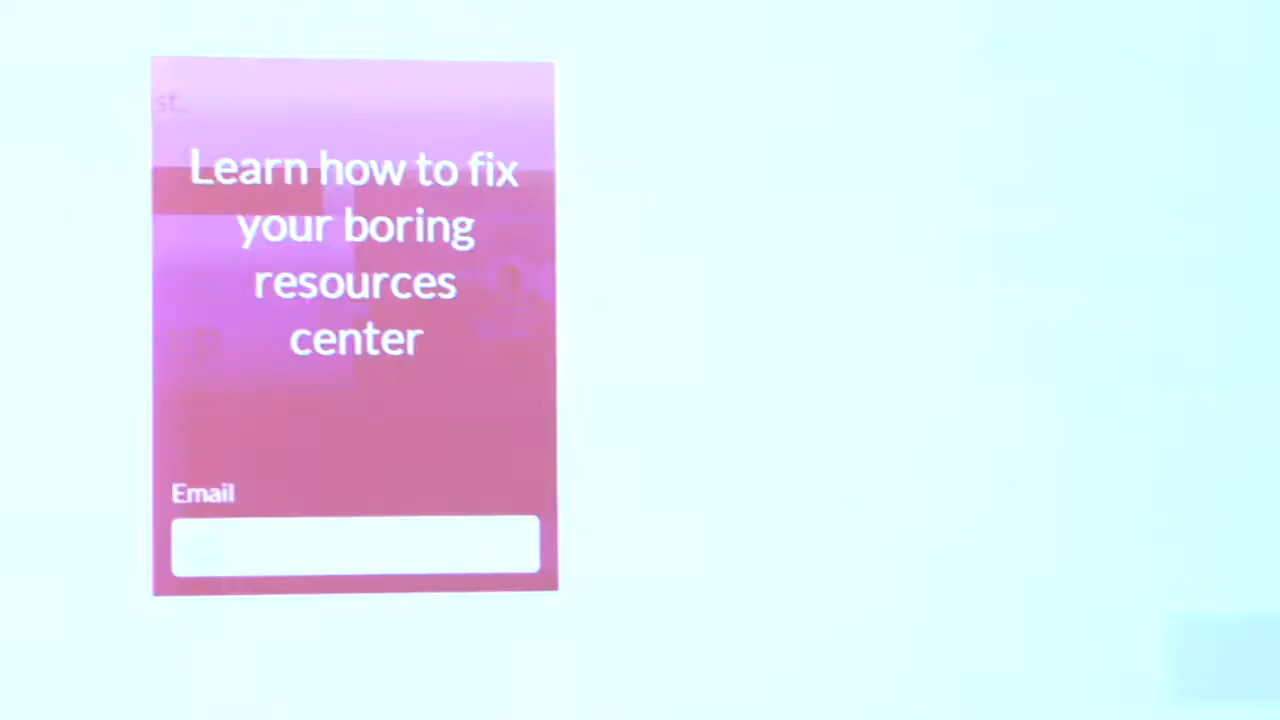 Learn how to fix
your boring
resources
center
Email